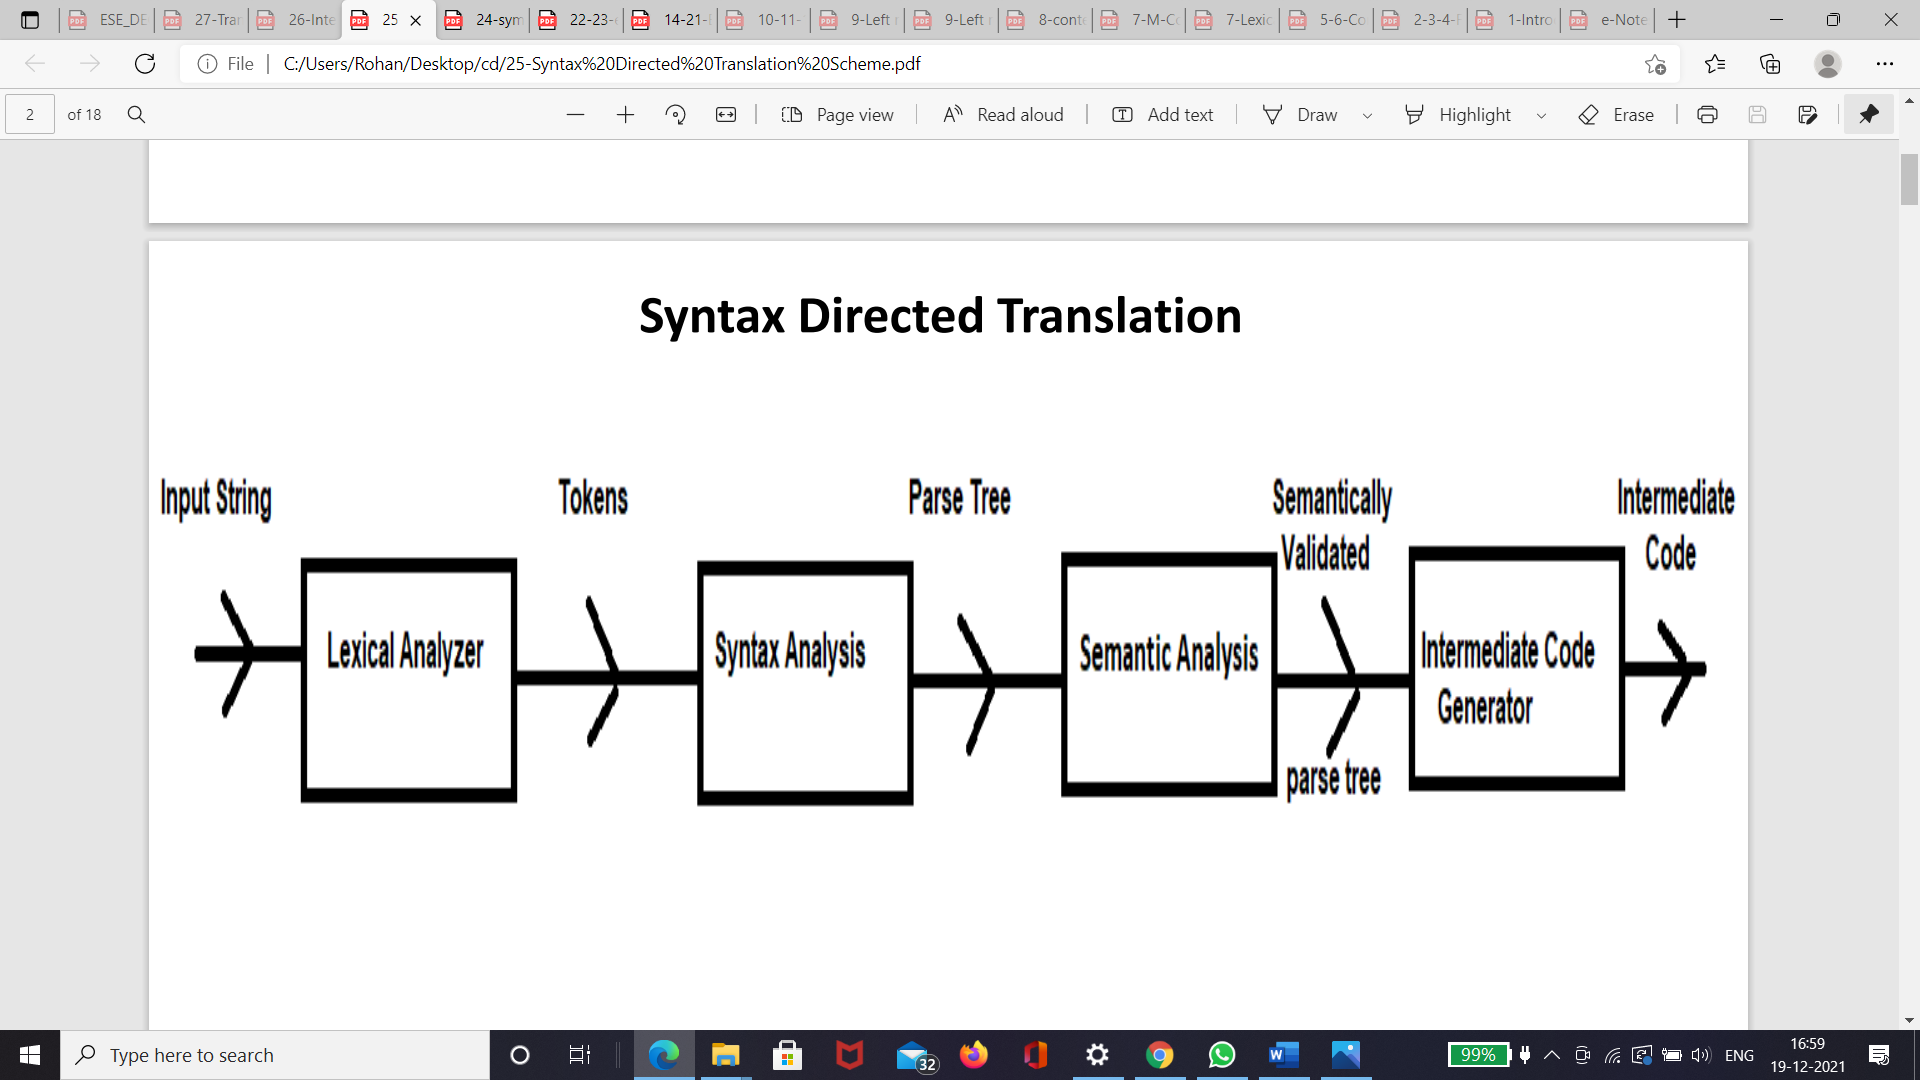 ESE_DE
27-Tran
26-Inte
25
24-sym
22-23-
14-21-
10-11-
9-Left
9-Left
8-cont
7-M-C
7-Lexic
5-6-Co
2-3-4-
1-Intro
e-Note
File
C:/Users/Rohan/Desktop/cd/25-Syntax%20Directed%20Translation%20Scheme.pdf
2 of 18
Page view
Read aloud
Add text
Draw
Highlight
Erase
Syntax Directed Translation
Input String
Tokens
Parse Tree
Semantically
Validated
Intermediate
Code
Lexical Analyzer
Syntax Analysis
Semantic Analysis
Intermediate Code
Generator
parse tree
Type here to search
32
99%
ENG
16:59
19-12-2021